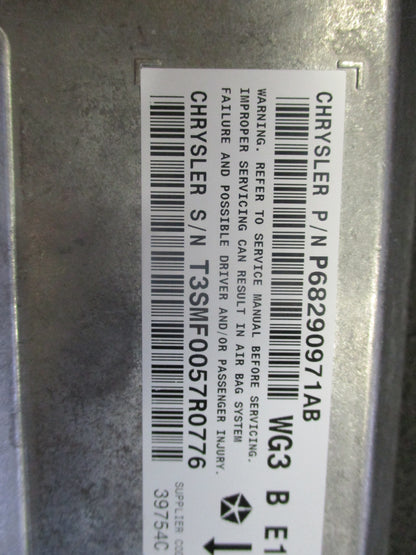 CHRYSLER P/N P68290971AB
WG3 B E1
WARNING. REFER TO SERVICE MANUAL BEFORE SERVICING.
IMPROPER SERVICING CAN RESULT IN AIR BAG SYSTEM
FAILURE AND POSSIBLE DRIVER AND/OR PASSENGER INJURY.
CHRYSLER S/N T3SMF0057R0776
SUPPLIER COD
39754C